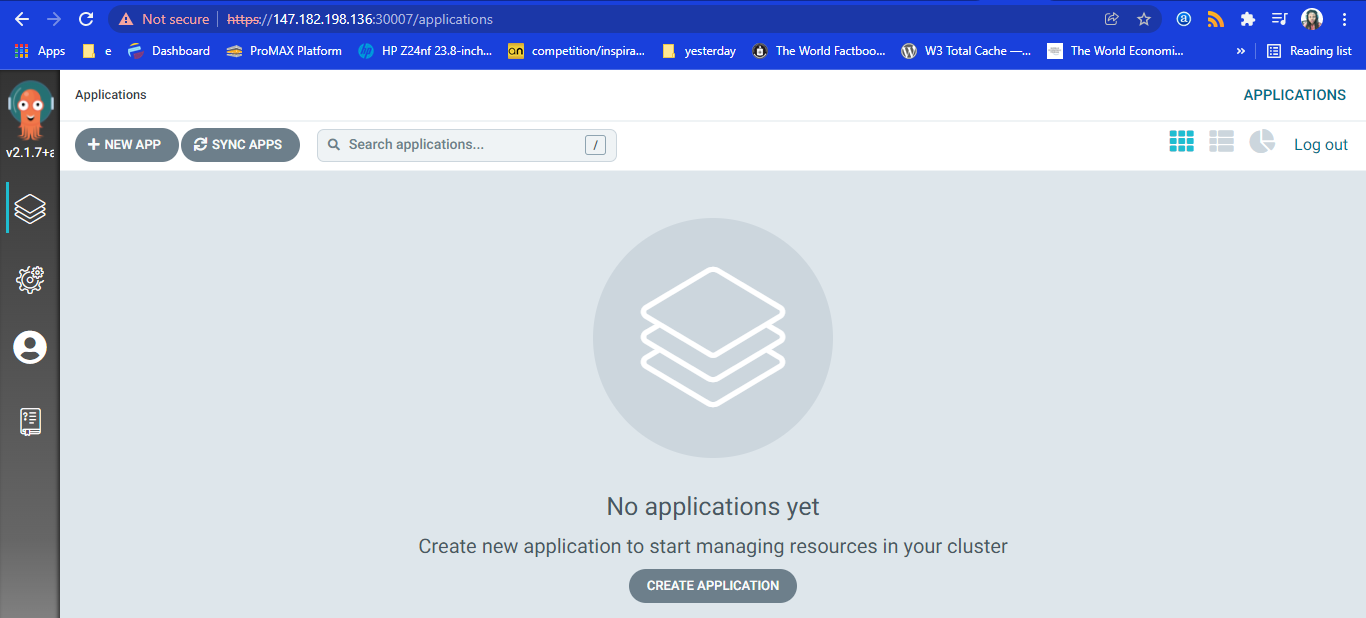 Not secure https://147.182.198.136:30007/applications
Apps e Dashboard ProMAX Platform HP Z24nf 23.8-inch... an competition/inspira... yesterday The World Factboo... W3 Total Cache —... The World Economi... » Reading list
Applications APPLICATIONS
+ NEW APP SYNC APPS Search applications... / Log out
v2.1.7+a
No applications yet
Create new application to start managing resources in your cluster
CREATE APPLICATION